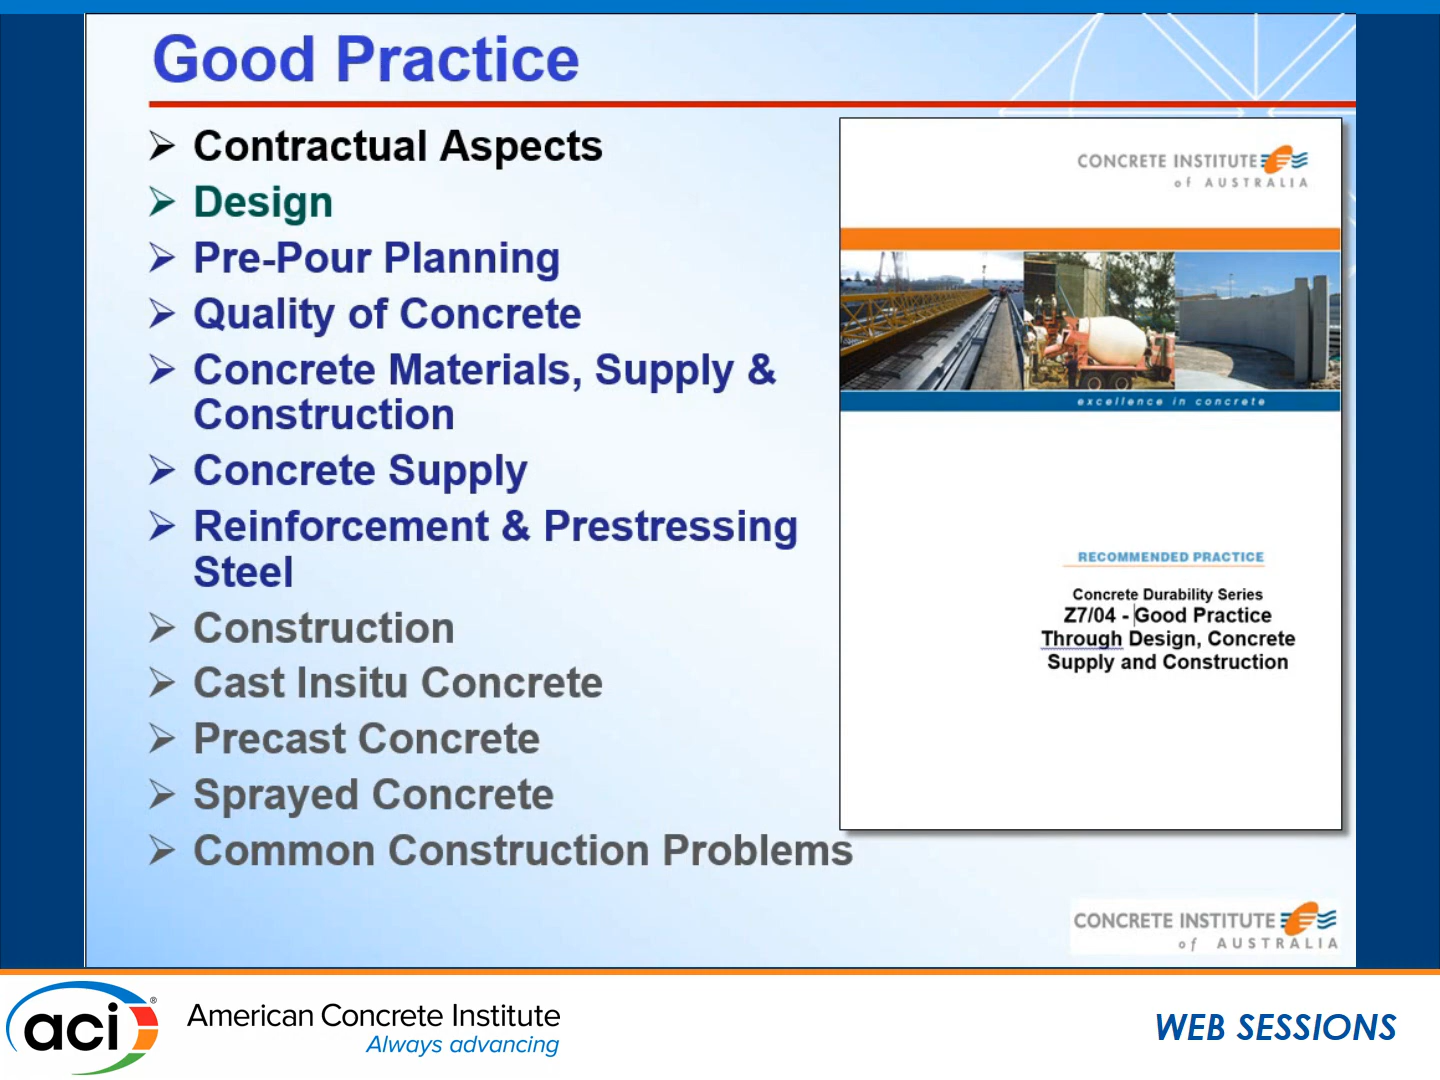 Good Practice
Contractual Aspects
Design
Pre-Pour Planning
Quality of Concrete
Concrete Materials, Supply &
Construction
Concrete Supply
Reinforcement & Prestressing
Steel
Construction
Cast Insitu Concrete
Precast Concrete
Sprayed Concrete
Common Construction Problems
CONCRETE INSTITUTE
of AUSTRALIA
excellence in concrete
RECOMMENDED PRACTICE
Concrete Durability Series
Z7/04 - Good Practice
Through Design, Concrete
Supply and Construction
CONCRETE INSTITUTE
of AUSTRALIA
aci®
American Concrete Institute
Always advancing
WEB SESSIONS